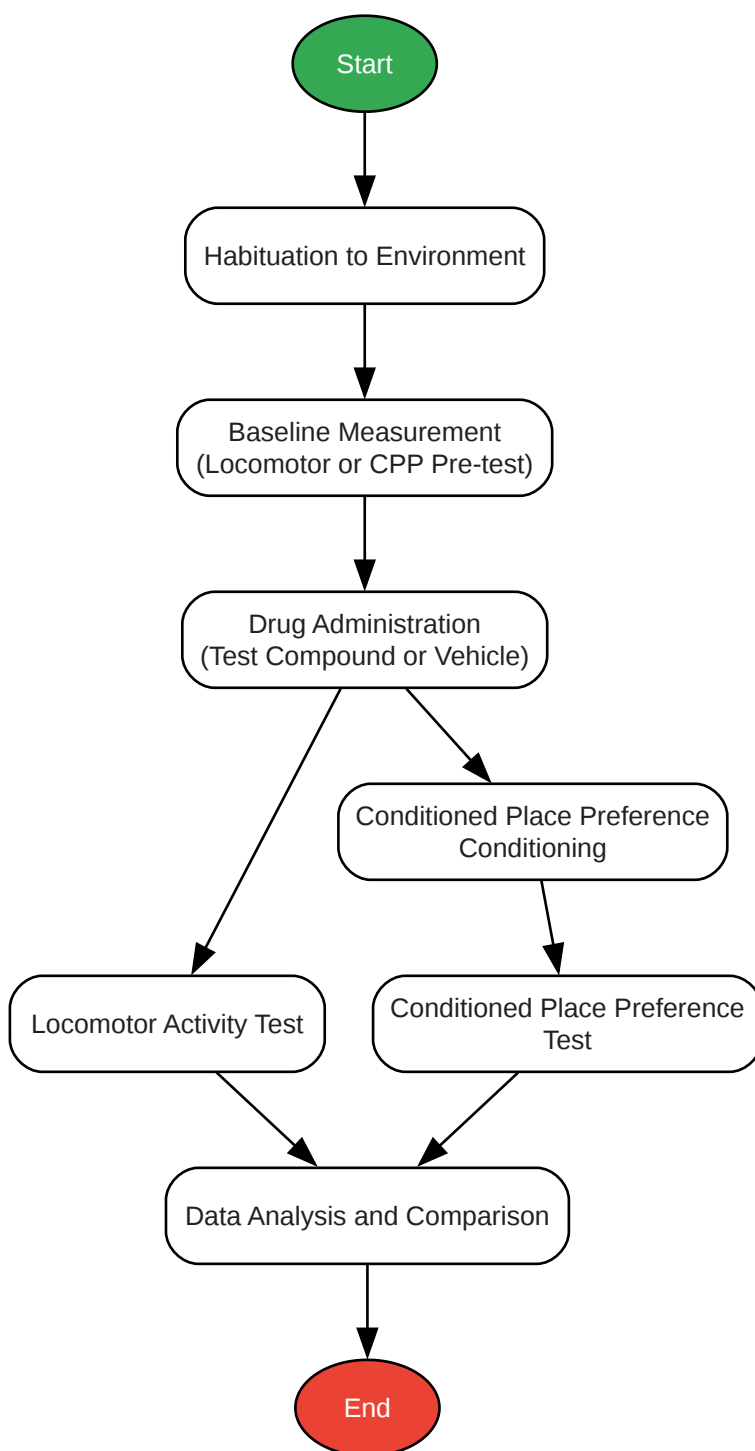 Start
Habituation to Environment
Baseline Measurement
(Locomotor or CPP Pre-test)
Drug Administration
(Test Compound or Vehicle)
Conditioned Place Preference
Conditioning
Locomotor Activity Test
Conditioned Place Preference
Test
Data Analysis and Comparison
End